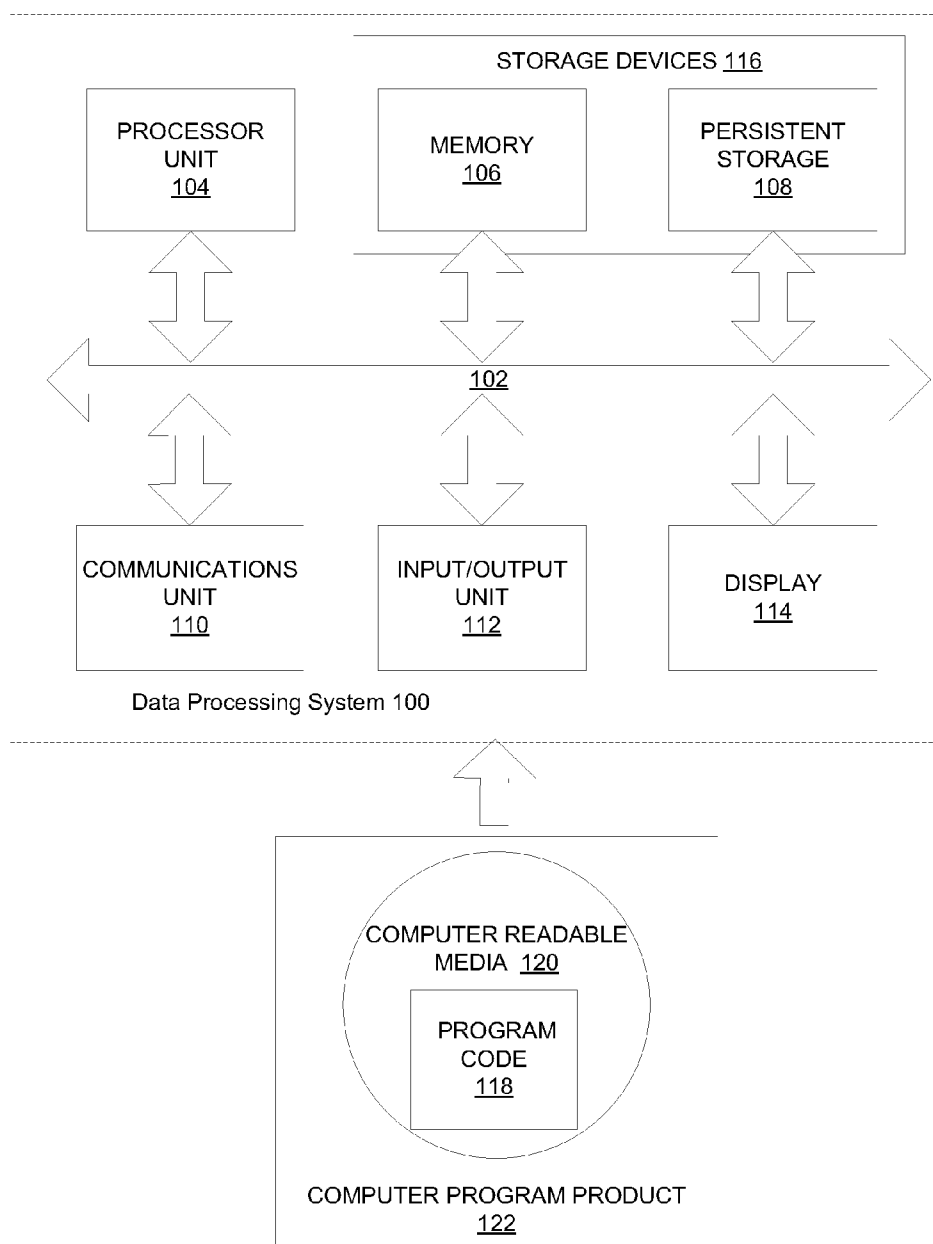 STORAGE DEVICES 116
PROCESSOR
UNIT
104
MEMORY
106
PERSISTENT
STORAGE
108
102
COMMUNICATIONS
UNIT
110
INPUT/OUTPUT
UNIT
112
DISPLAY
114
Data Processing System 100
COMPUTER READABLE
MEDIA 120
PROGRAM
CODE
118
COMPUTER PROGRAM PRODUCT
122